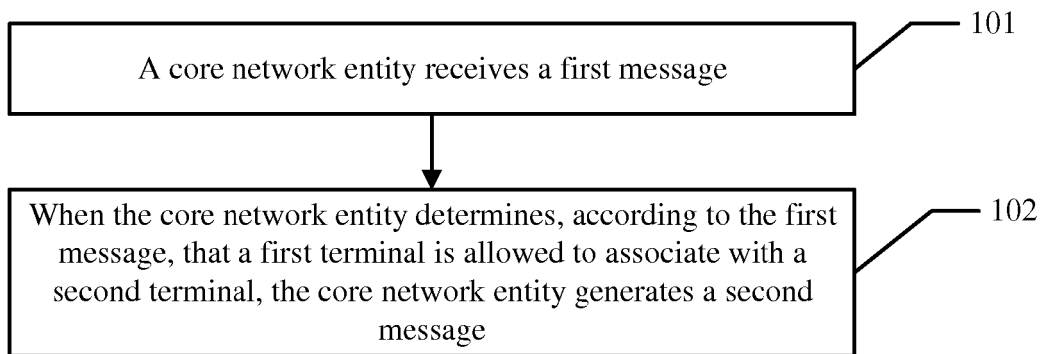 101
A core network entity receives a first message
102
When the core network entity determines, according to the first
message, that a first terminal is allowed to associate with a
second terminal, the core network entity generates a second
message